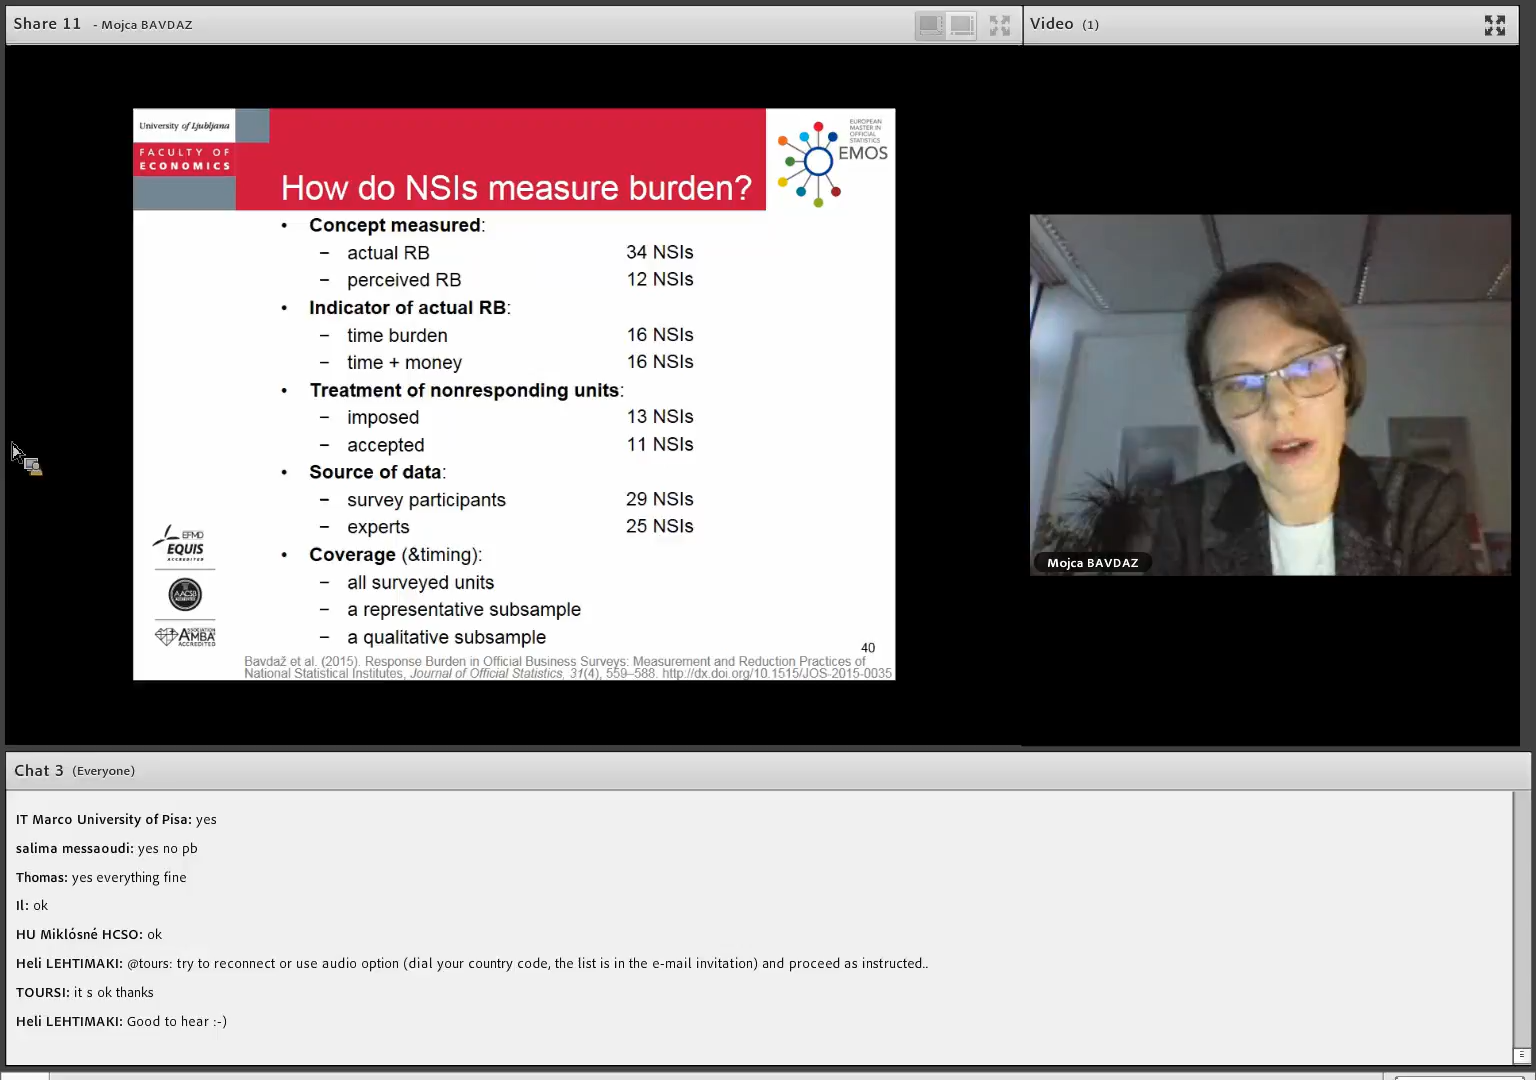 Share 11 - Mojca BAVDAZ
Video (1)
University of Ljubljana
FACULTY OF
ECONOMICS
How do NSIs measure burden?
EUROPEAN
MASTER IN
OFFICIAL
STATISTICS
EMOS
• Concept measured:
– actual RB 34 NSIs
– perceived RB 12 NSIs
• Indicator of actual RB:
– time burden 16 NSIs
– time + money 16 NSIs
• Treatment of nonresponding units:
– imposed 13 NSIs
– accepted 11 NSIs
• Source of data:
– survey participants 29 NSIs
– experts 25 NSIs
• Coverage (&timing):
– all surveyed units
– a representative subsample
– a qualitative subsample
EFMD
EQUIS
ACCREDITED
AACSB
ACCREDITED
ASSOCIATION
AMBA
ACCREDITED
40
Bavdaž et al. (2015). Response Burden in Official Business Surveys: Measurement and Reduction Practices of
National Statistical Institutes, Journal of Official Statistics, 31(4), 559–588. http://dx.doi.org/10.1515/JOS-2015-0035
Mojca BAVDAZ
Chat 3 (Everyone)
IT Marco University of Pisa: yes
salima messaoudi: yes no pb
Thomas: yes everything fine
Il: ok
HU Miklósné HCSO: ok
Heli LEHTIMAKI: @tours: try to reconnect or use audio option (dial your country code, the list is in the e-mail invitation) and proceed as instructed..
TOURSI: it s ok thanks
Heli LEHTIMAKI: Good to hear :-)